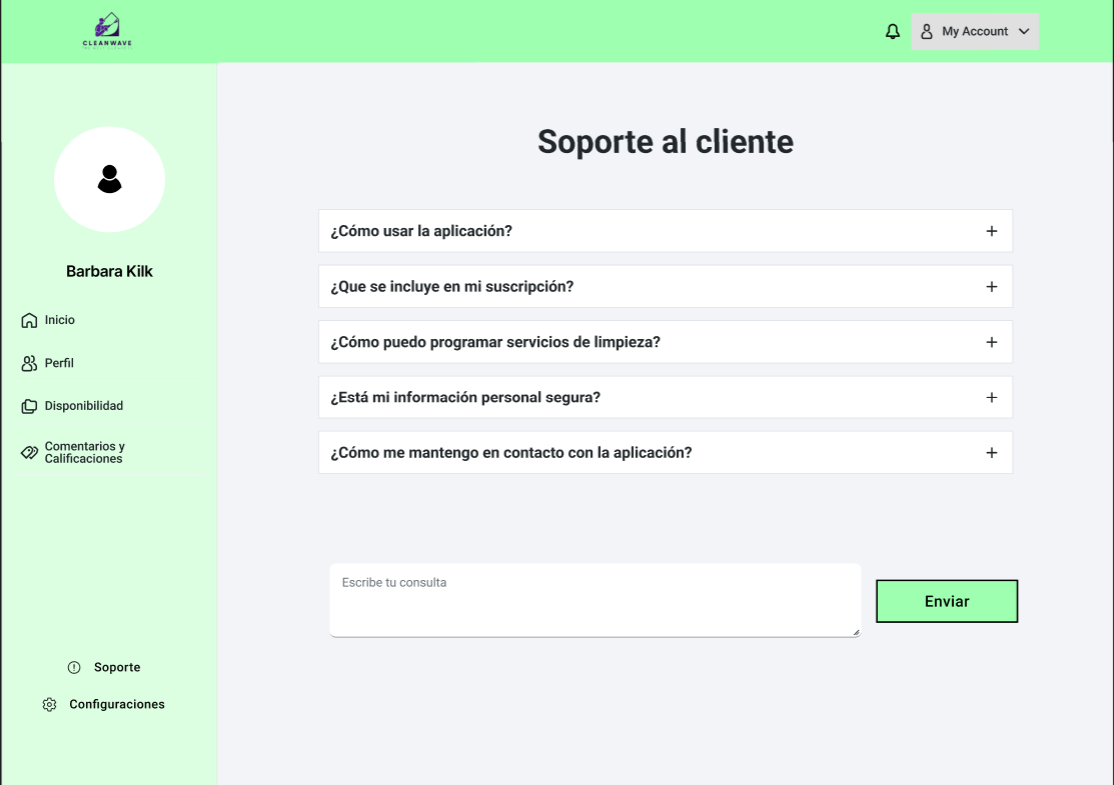 CLEANWAVE
My Account
Soporte al cliente
Barbara Kilk
Inicio
Perfil
Disponibilidad
Comentarios y
Calificaciones
Soporte
Configuraciones
¿Cómo usar la aplicación?
¿Que se incluye en mi suscripción?
¿Cómo puedo programar servicios de limpieza?
¿Está mi información personal segura?
¿Cómo me mantengo en contacto con la aplicación?
Escribe tu consulta
Enviar